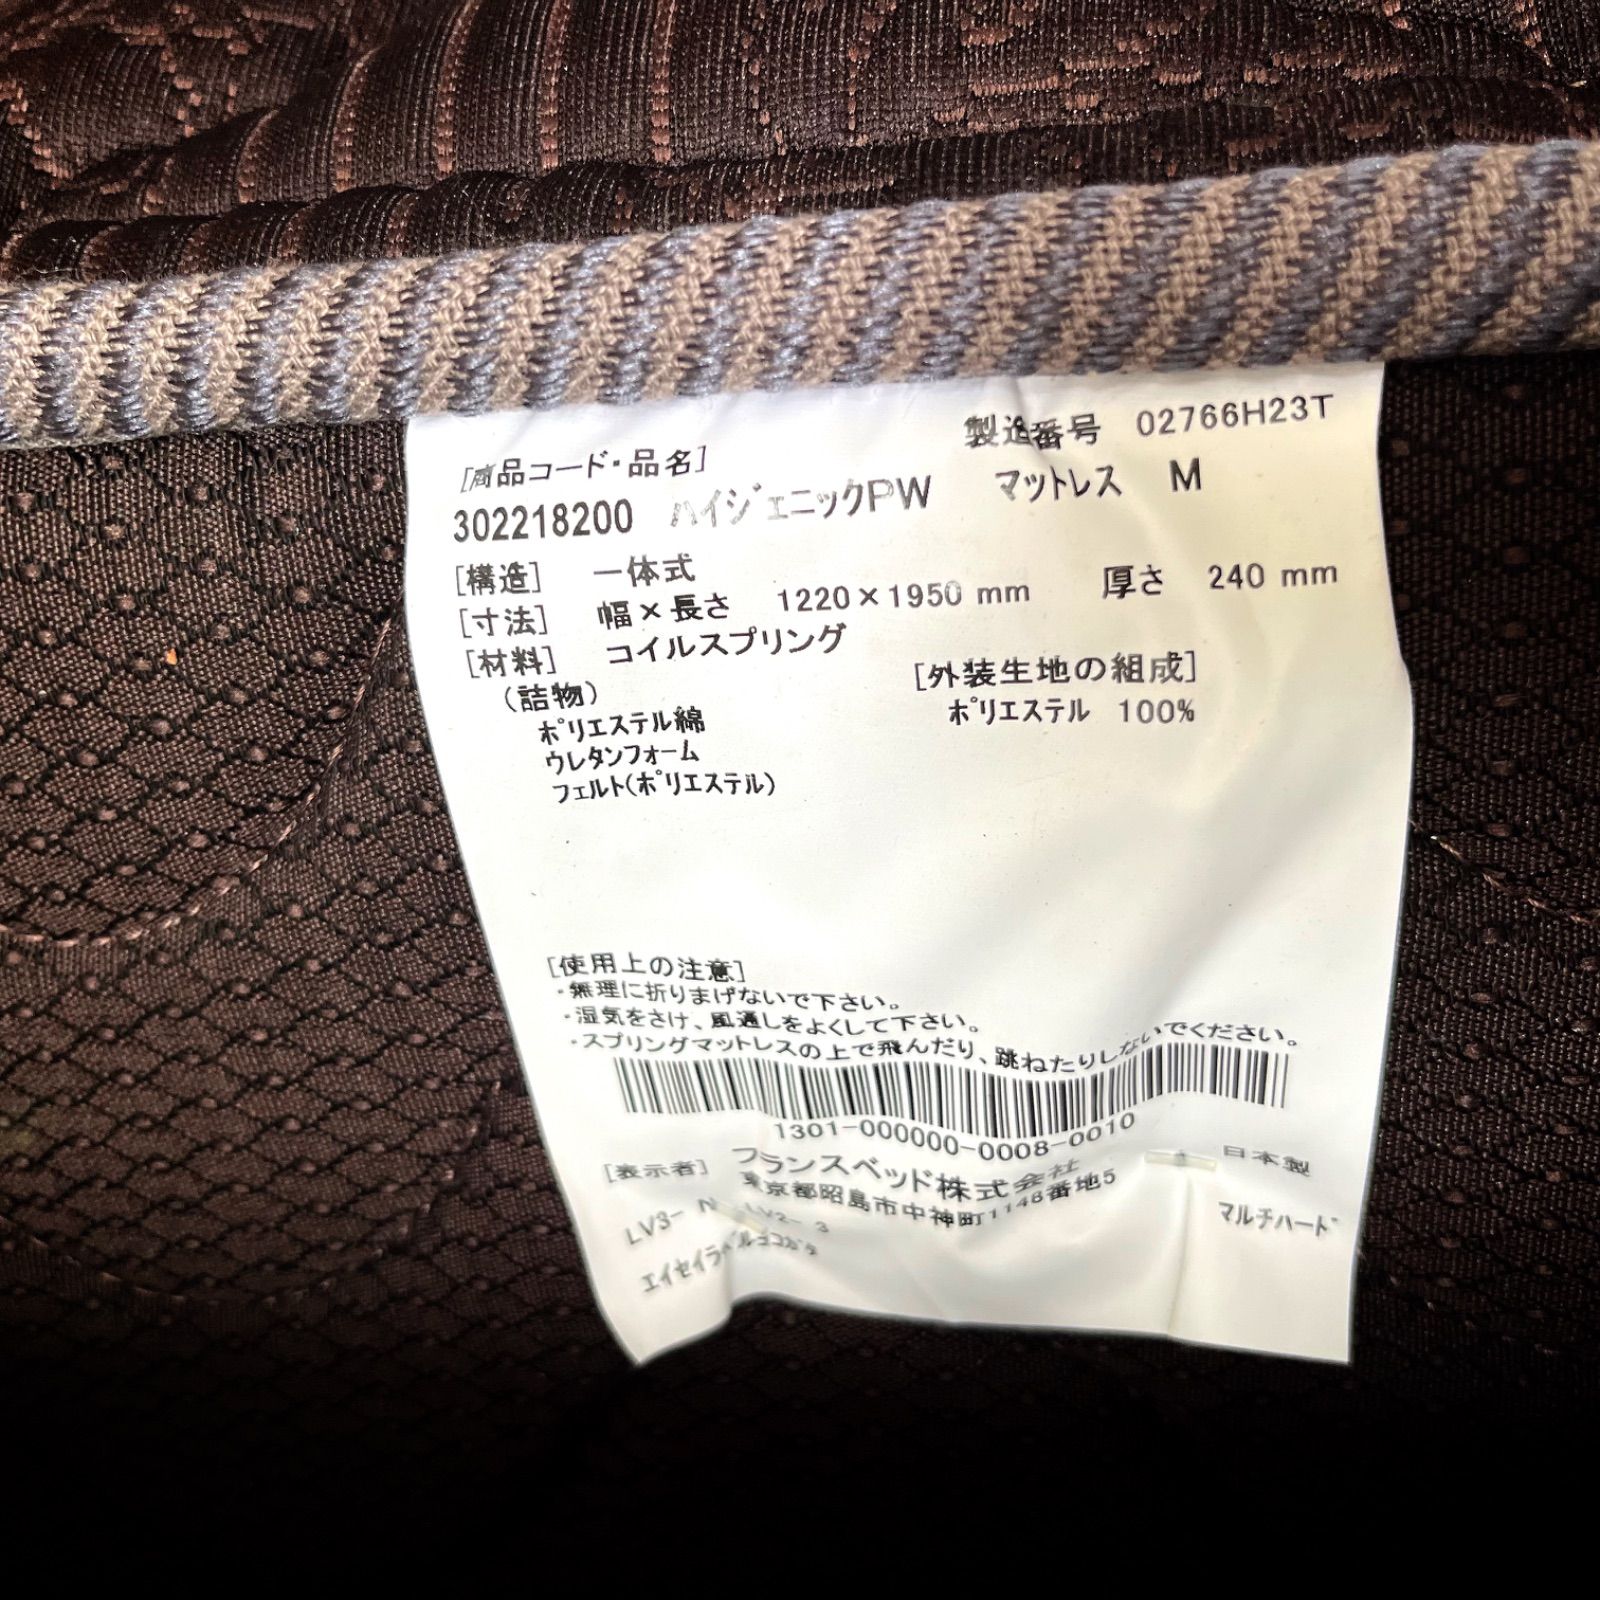 製造番号 02766H23T
[商品コード・品名]
302218200 ハイジェニックPW マットレス M
[構造] 一体式
[寸法] 幅×長さ 1220×1950 mm 厚さ 240 mm
[材料] コイルスプリング
(詰物)
ポリエステル綿
ウレタンフォーム
フェルト(ポリエステル)
[外装生地の組成]
ポリエステル 100%
[使用上の注意]
・無理に折りまげないで下さい。
・湿気をさけ、風通しをよくして下さい。
・スプリングマットレスの上で飛んだり、跳ねたりしないでください。
1301-000000-0008-0010
[表示者] フランスベッド株式会社 日本製
東京都昭島市中神町1148番地5
LV3- N LV2- 3 マルチハード
エイセイラベル